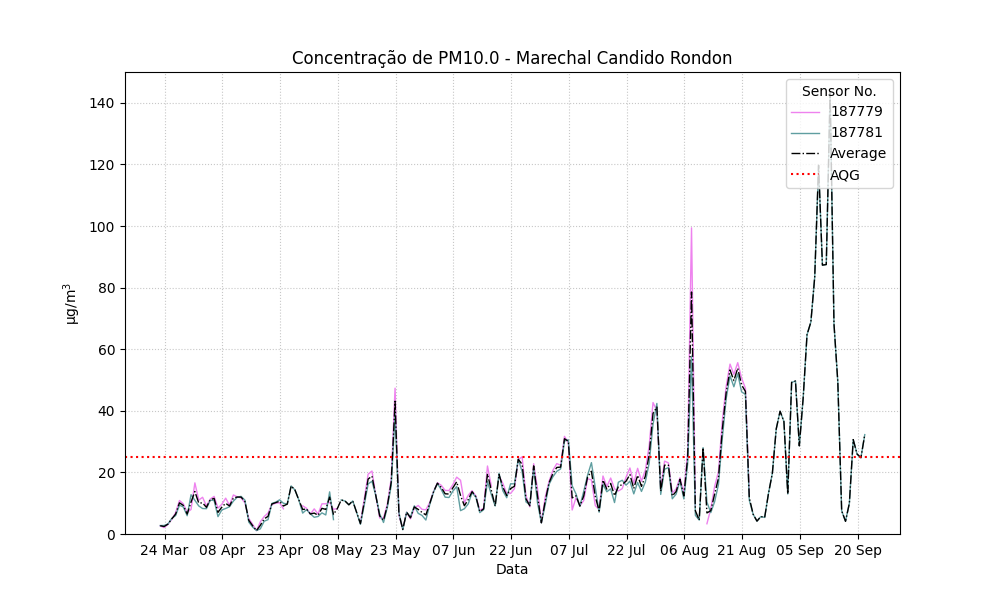 Concentração de PM10.0 - Marechal Candido Rondon
Sensor No.
187779
187781
Average
AQG
140
120
100
80
60
40
20
0
µg/m³
24 Mar 08 Apr 23 Apr 08 May 23 May 07 Jun 22 Jun 07 Jul 22 Jul 06 Aug 21 Aug 05 Sep 20 Sep
Data